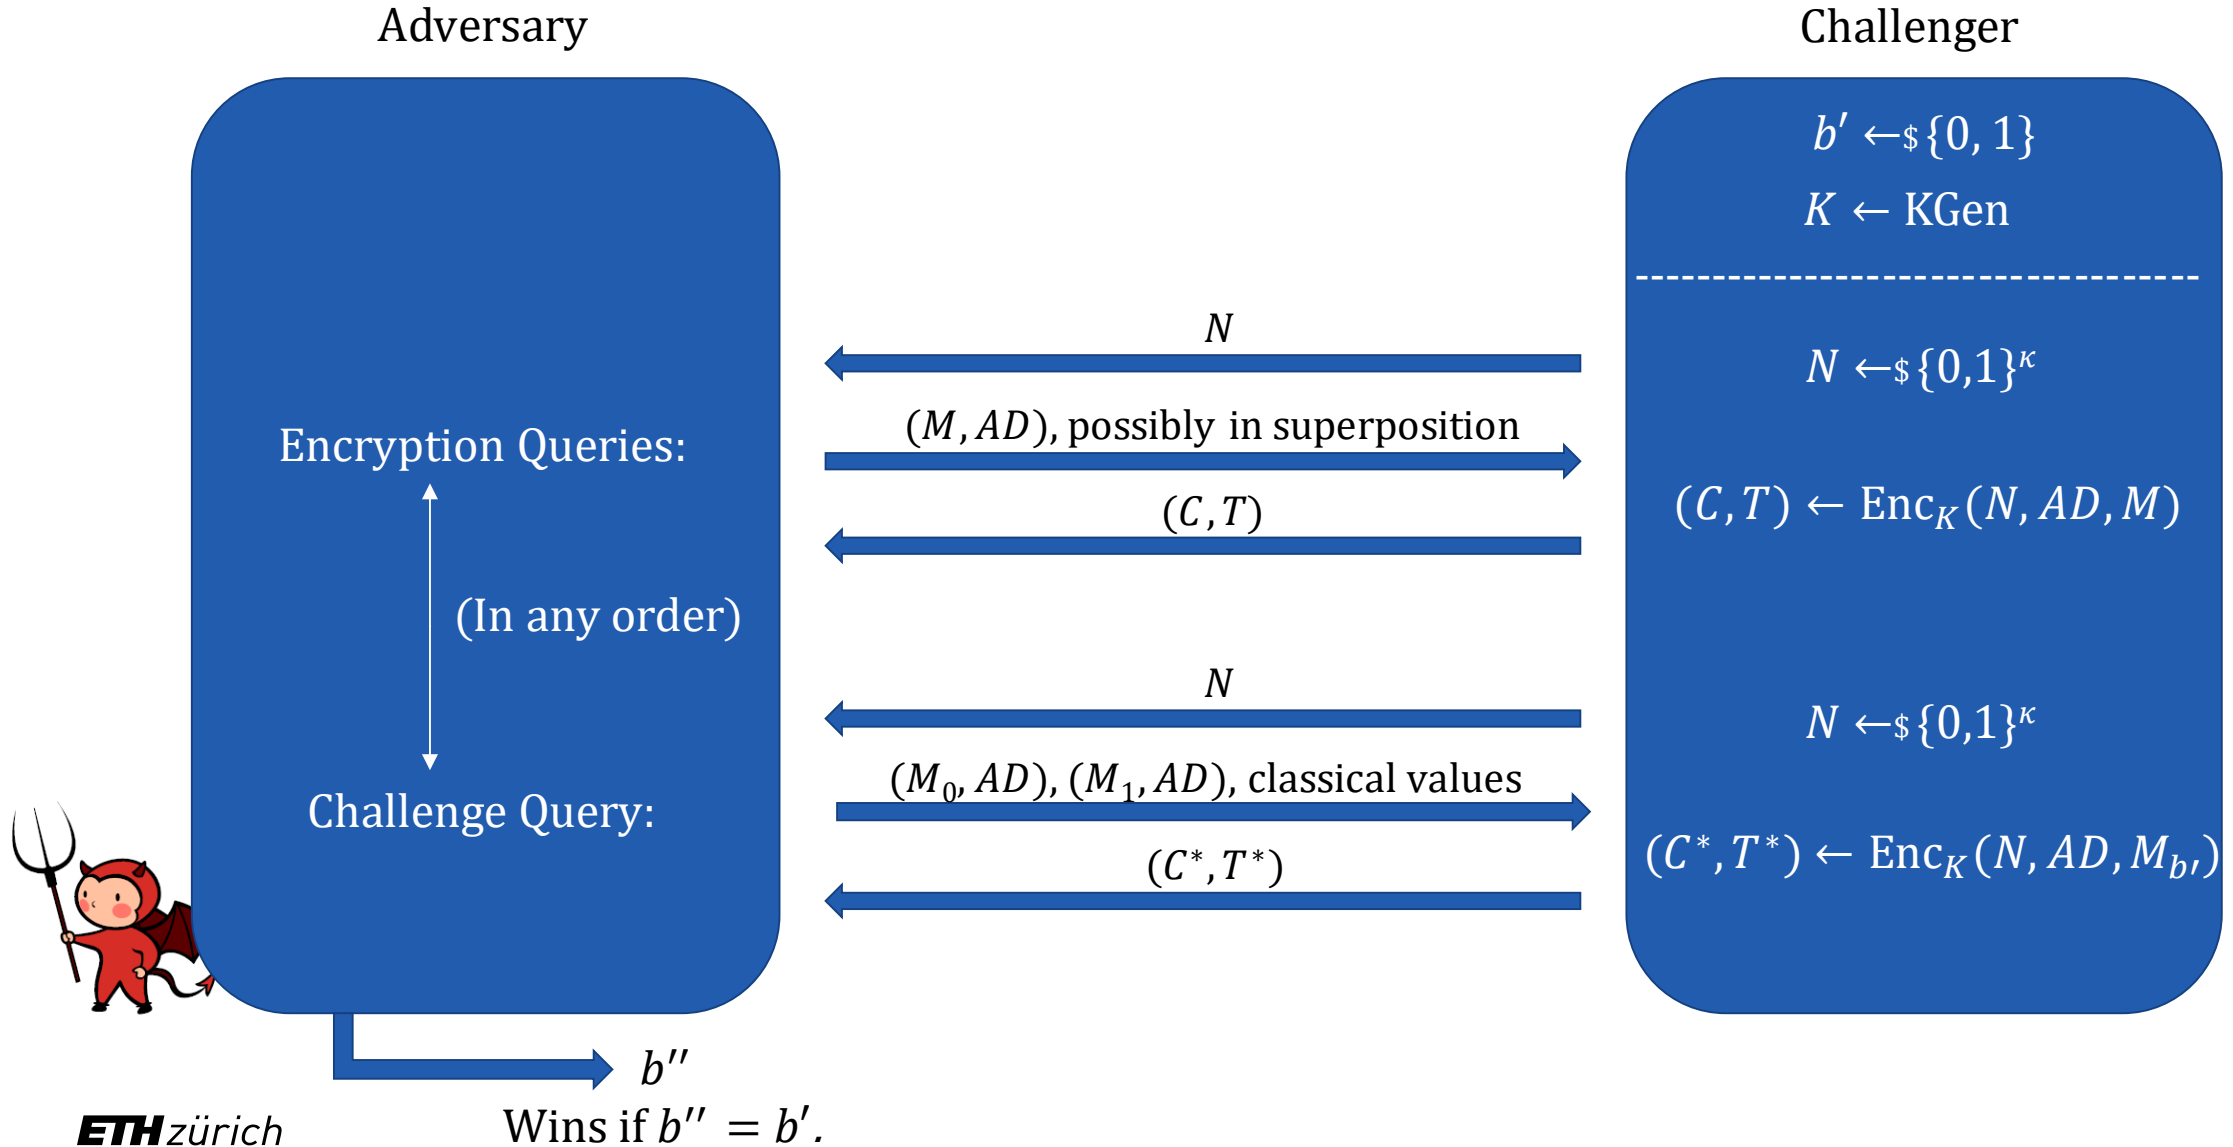 Adversary
Challenger
b′ ←$ {0, 1}
K ← KGen
N
N ←$ {0,1}^κ
(M, AD), possibly in superposition
Encryption Queries:
(C, T)
(C, T) ← Enc_K(N, AD, M)
(In any order)
N
N ←$ {0,1}^κ
(M_0, AD), (M_1, AD), classical values
Challenge Query:
(C*, T*)
(C*, T*) ← Enc_K(N, AD, M_b′)
b′′
Wins if b′′ = b′.
ETH zürich